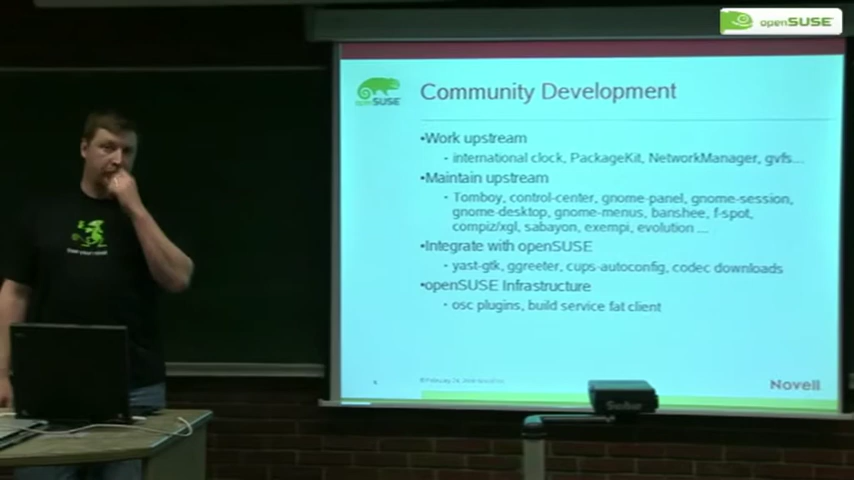 openSUSE
openSUSE
Community Development
•Work upstream
- international clock, PackageKit, NetworkManager, gvfs...
•Maintain upstream
- Tomboy, control-center, gnome-panel, gnome-session,
gnome-desktop, gnome-menus, banshee, f-spot,
compiz/xgl, sabayon, exempi, evolution ...
•Integrate with openSUSE
- yast-gtk, ggreeter, cups-autoconfig, codec downloads
•openSUSE Infrastructure
- osc plugins, build service fat client
Novell